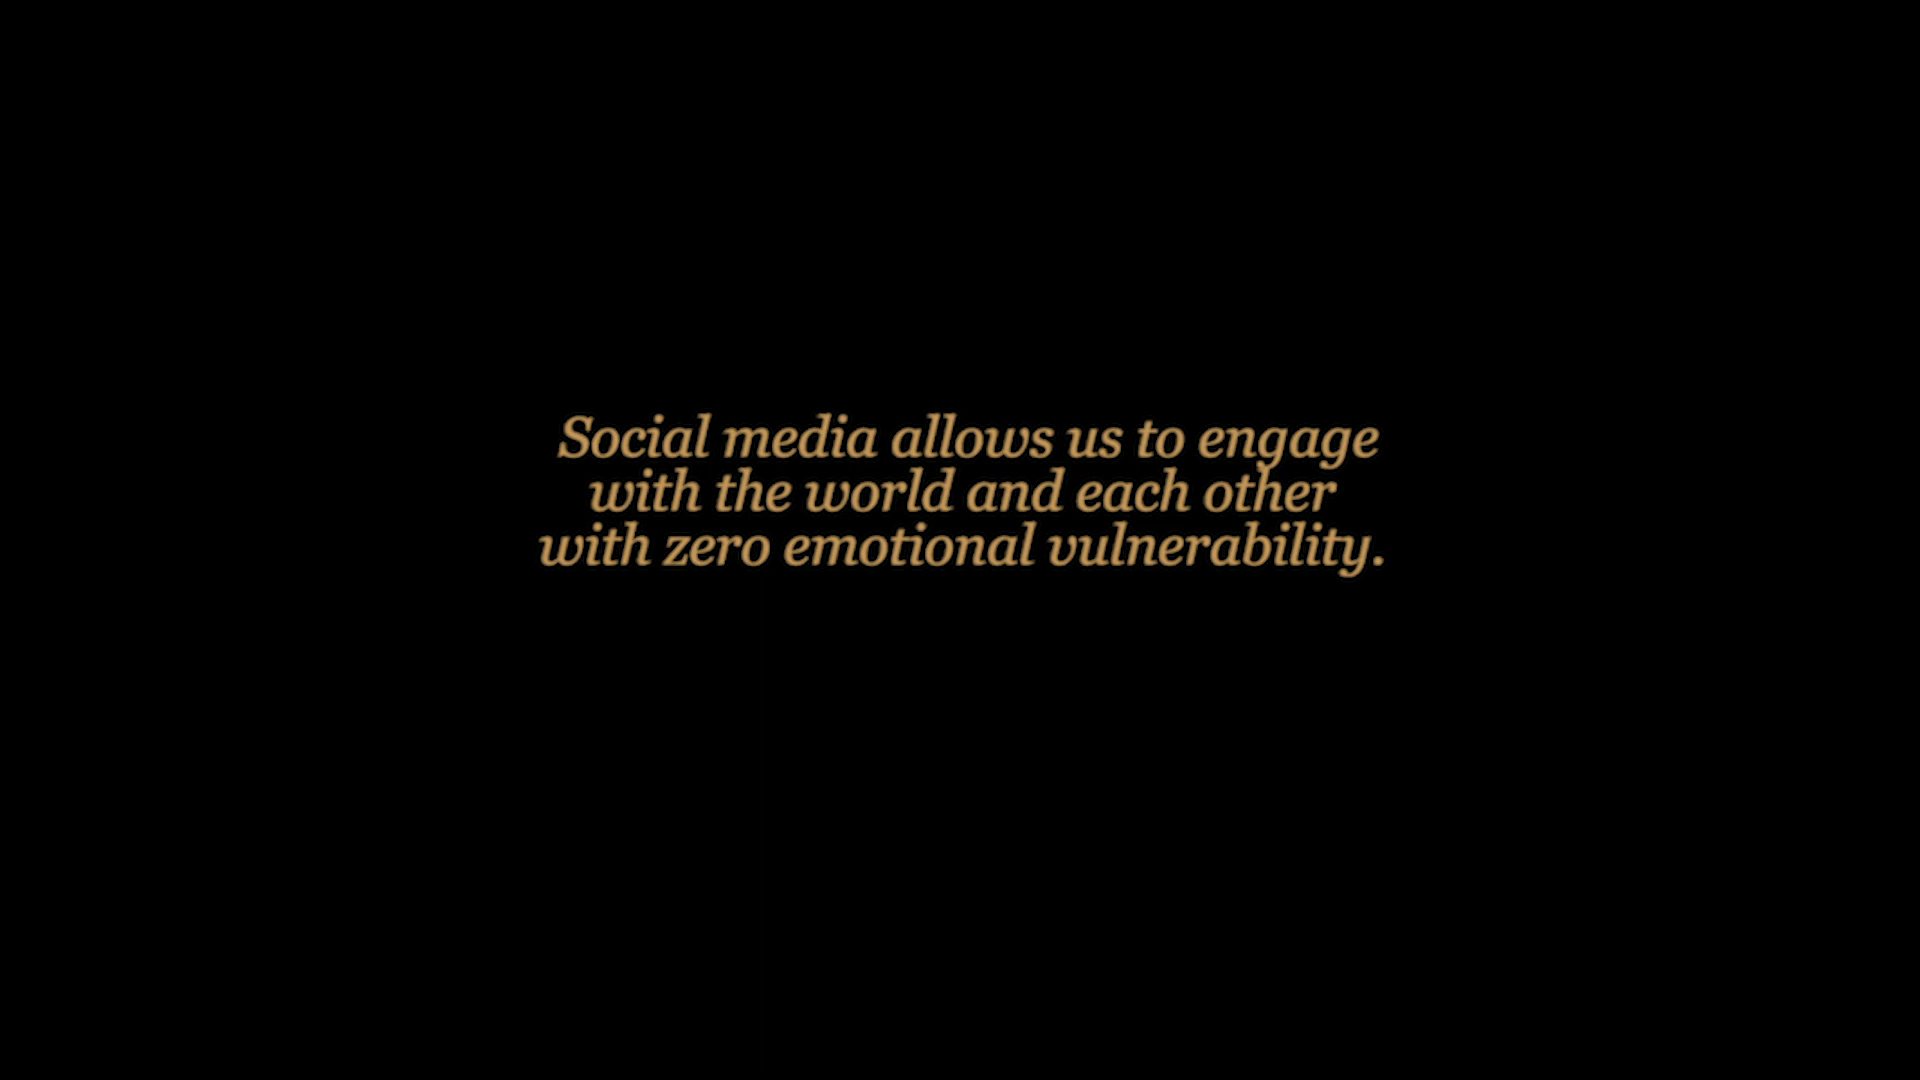 Social media allows us to engage
with the world and each other
with zero emotional vulnerability.